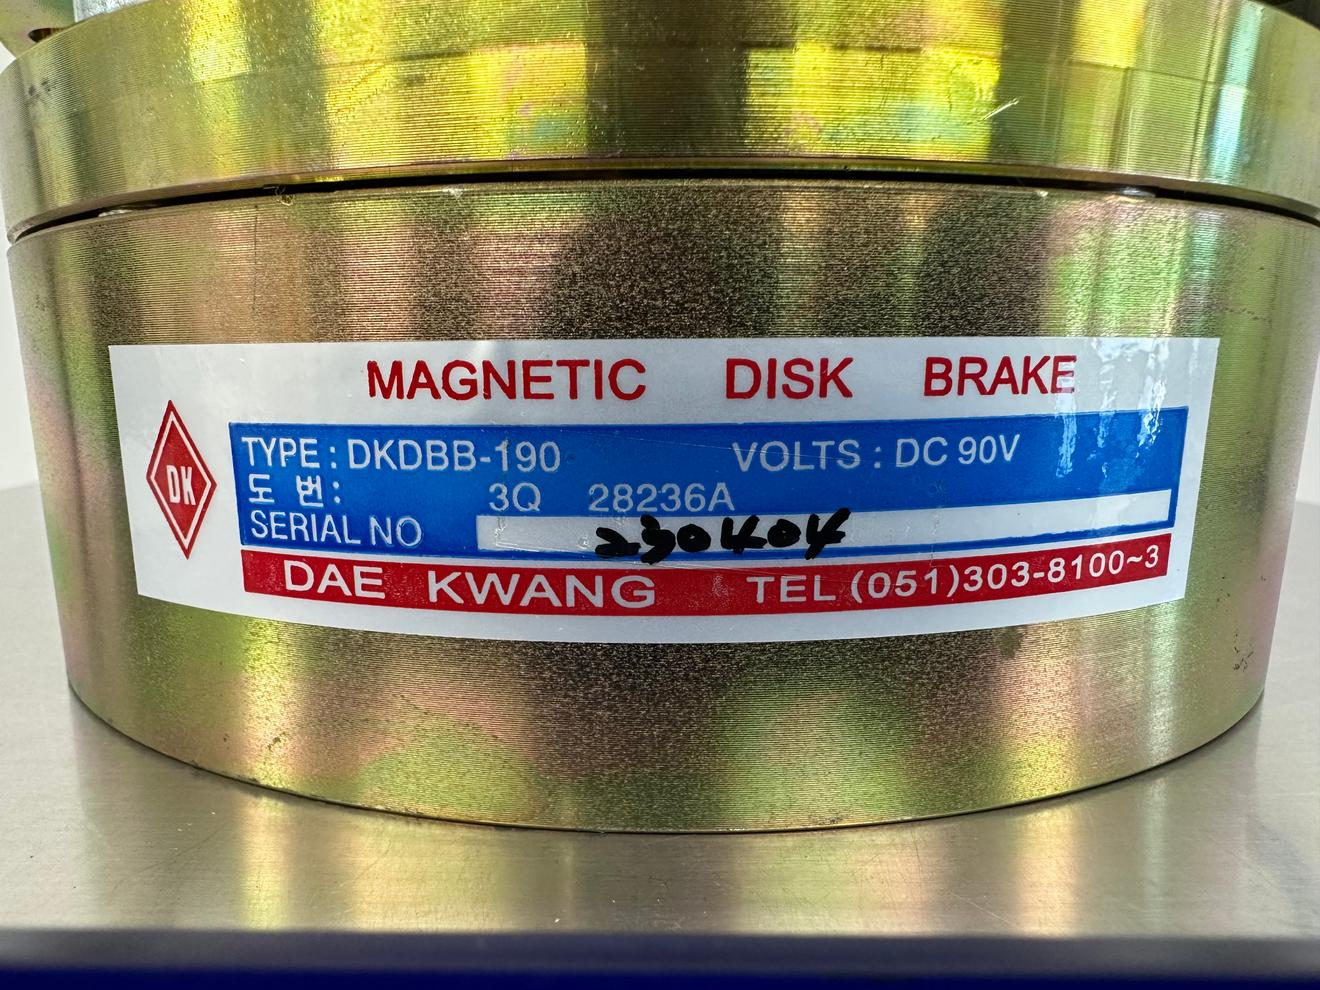 MAGNETIC DISK BRAKE
DK
TYPE : DKDBB-190 VOLTS : DC 90V
도 번 : 3Q 28236A
SERIAL NO 230404
DAE KWANG TEL (051)303-8100~3